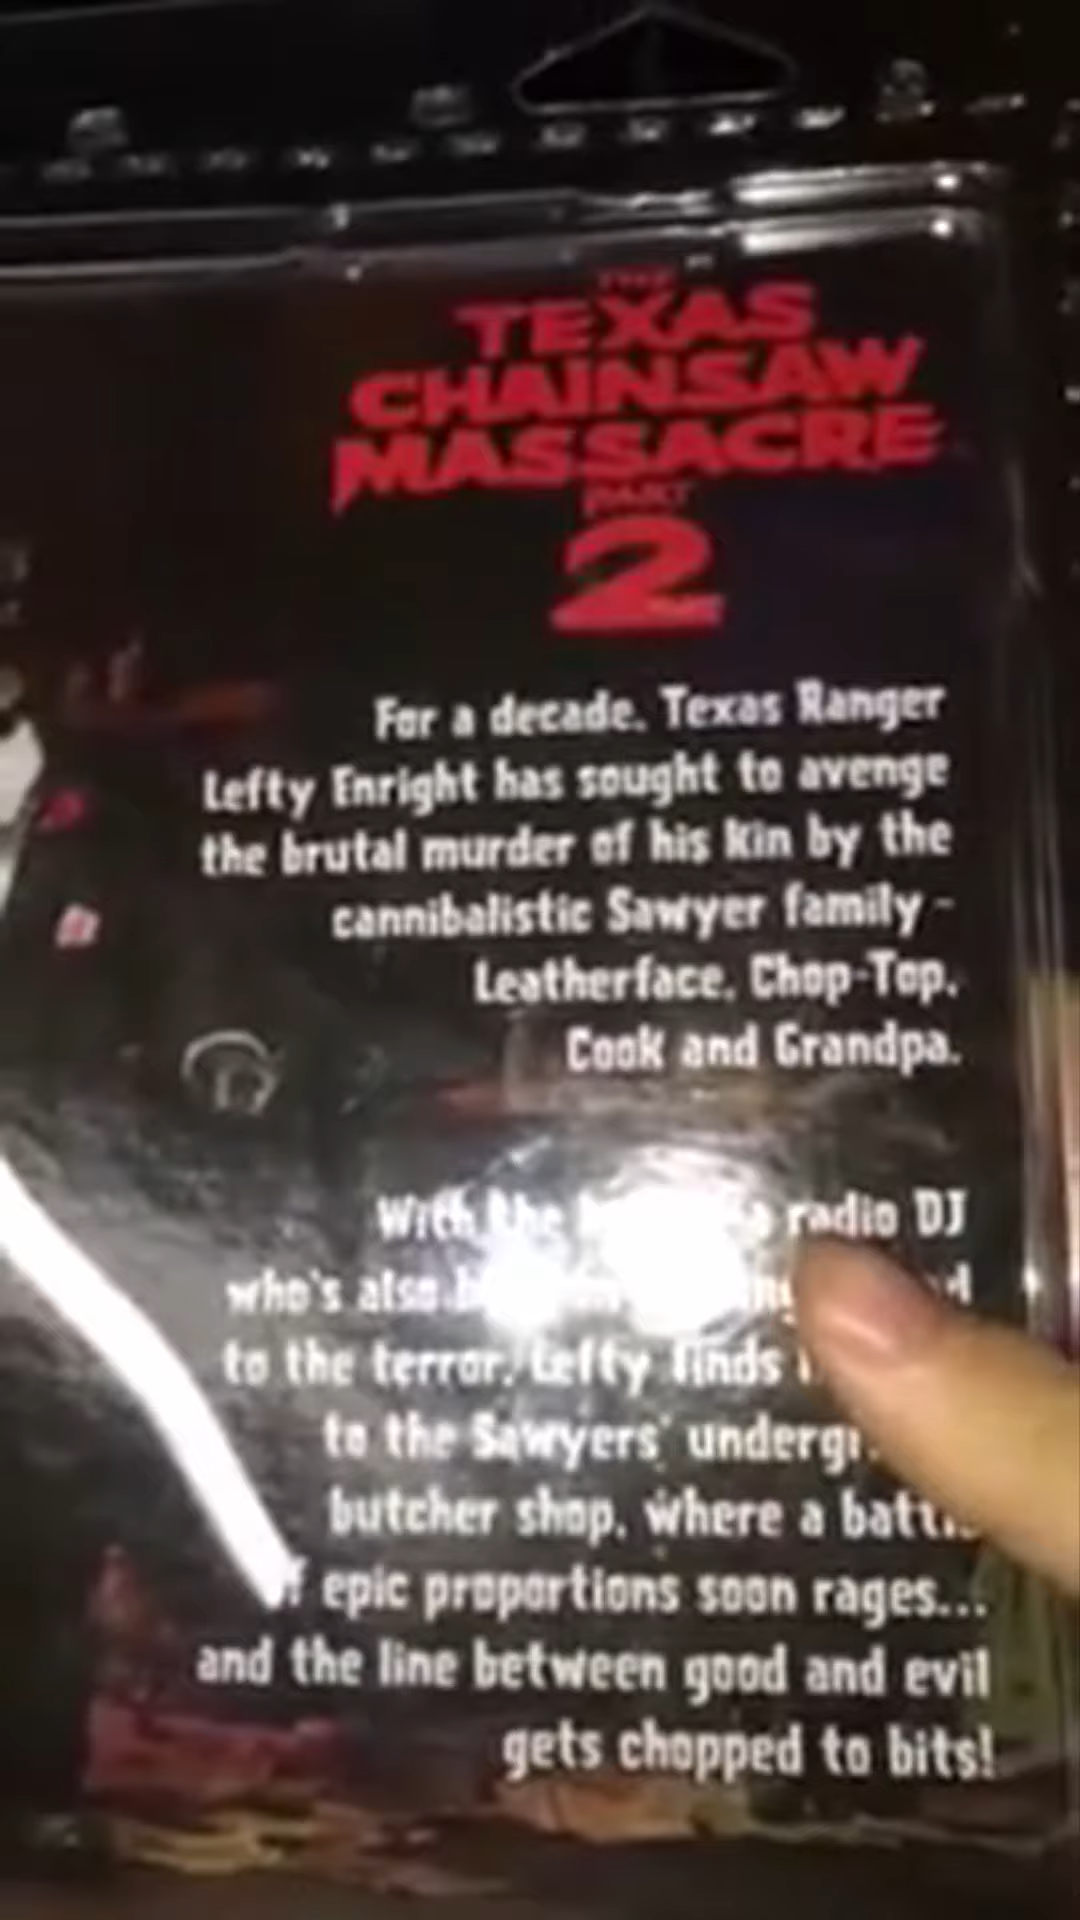 THE
TEXAS
CHAINSAW
MASSACRE
PART
2
For a decade, Texas Ranger
Lefty Enright has sought to avenge
the brutal murder of his kin by the
cannibalistic Sawyer family -
Leatherface, Chop-Top,
Cook and Grandpa.
With the radio DJ
who's also
to the terror, Lefty finds
to the Sawyers'
butcher shop, where a
epic proportions soon rages...
and the line between good and evil
gets chopped to bits!